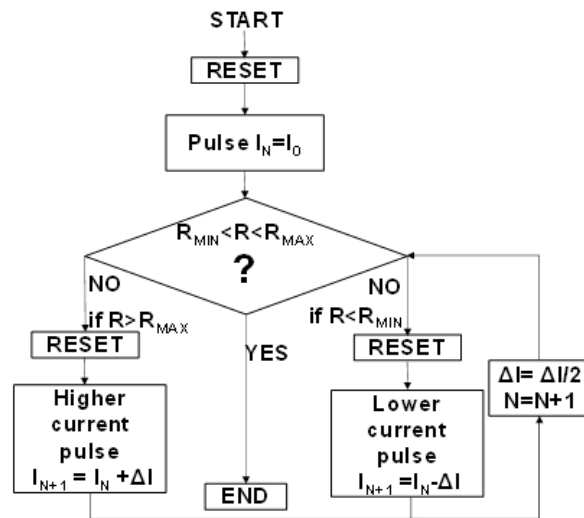 START
RESET
Pulse I_N=I_0
R_MIN<R<R_MAX
?
NO
if R>R_MAX
RESET
Higher
current
pulse
I_N+1 = I_N +ΔI
YES
END
NO
if R<R_MIN
RESET
Lower
current
pulse
I_N+1 =I_N-ΔI
ΔI= ΔI/2
N=N+1